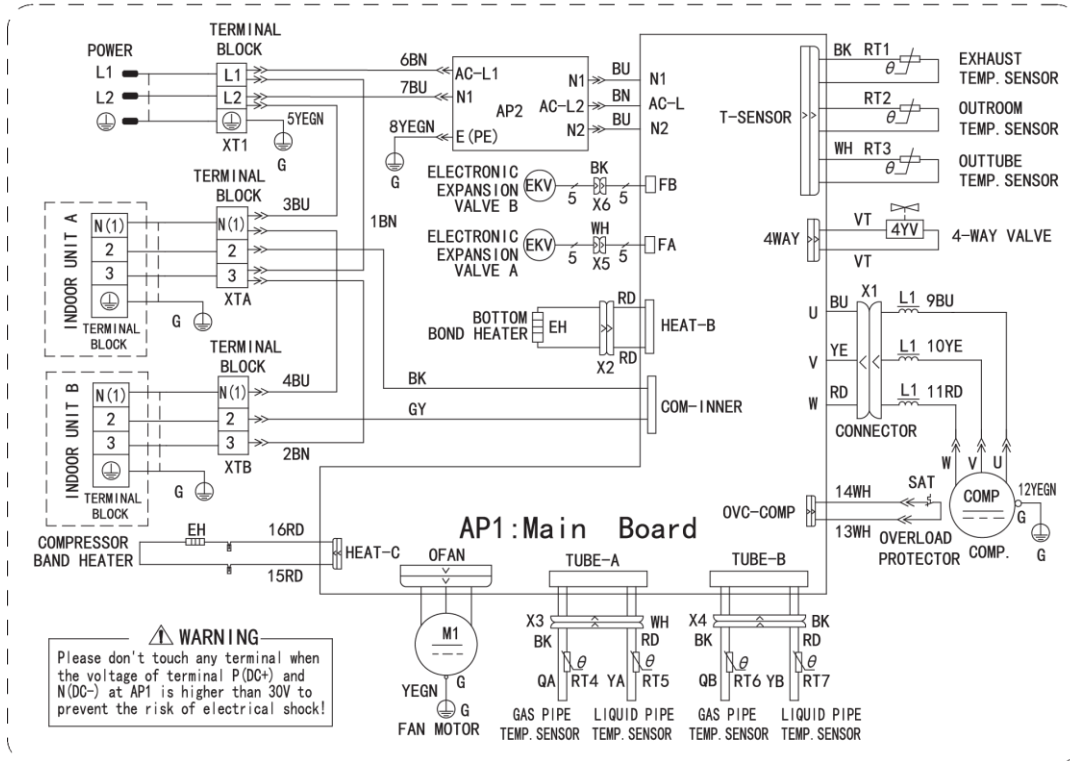 POWER
L1
L2
TERMINAL
BLOCK
L1
L2
XT1
5YEGN
G
6BN
7BU
8YEGN
G
AC-L1
N1
E(PE)
AP2
N1
AC-L2
N2
BU
BN
BU
N1
AC-L
N2
T-SENSOR
BK RT1
θ
EXHAUST
TEMP. SENSOR
RT2
θ
OUTROOM
TEMP. SENSOR
WH RT3
θ
OUTTUBE
TEMP. SENSOR
ELECTRONIC
EXPANSION
VALVE B
EKV
5
BK
X6
5
FB
ELECTRONIC
EXPANSION
VALVE A
EKV
5
WH
X5
5
FA
4WAY
VT
4YV
VT
4-WAY VALVE
INDOOR UNIT A
N(1)
2
3
TERMINAL
BLOCK
G
TERMINAL
BLOCK
N(1)
2
3
XTA
3BU
1BN
BOTTOM
BOND HEATER
EH
RD
RD
X2
HEAT-B
U
V
W
BU
YE
RD
X1
CONNECTOR
L1 9BU
L1 10YE
L1 11RD
W
V
U
INDOOR UNIT B
N(1)
2
3
TERMINAL
BLOCK
G
TERMINAL
BLOCK
N(1)
2
3
XTB
4BU
2BN
BK
GY
COM-INNER
OVC-COMP
14WH
13WH
SAT
OVERLOAD
PROTECTOR
COMP
COMP.
12YEGN
G
G
COMPRESSOR
BAND HEATER
EH
16RD
15RD
HEAT-C
AP1:Main Board
OFAN
M1
YEGN
G
G
FAN MOTOR
TUBE-A
X3
WH
BK
RD
θ
θ
QA
RT4
YA
RT5
GAS PIPE
TEMP. SENSOR
LIQUID PIPE
TEMP. SENSOR
TUBE-B
X4
BK
BK
RD
θ
θ
QB
RT6
YB
RT7
GAS PIPE
TEMP. SENSOR
LIQUID PIPE
TEMP. SENSOR
WARNING
Please don't touch any terminal when
the voltage of terminal P(DC+) and
N(DC-) at AP1 is higher than 30V to
prevent the risk of electrical shock!